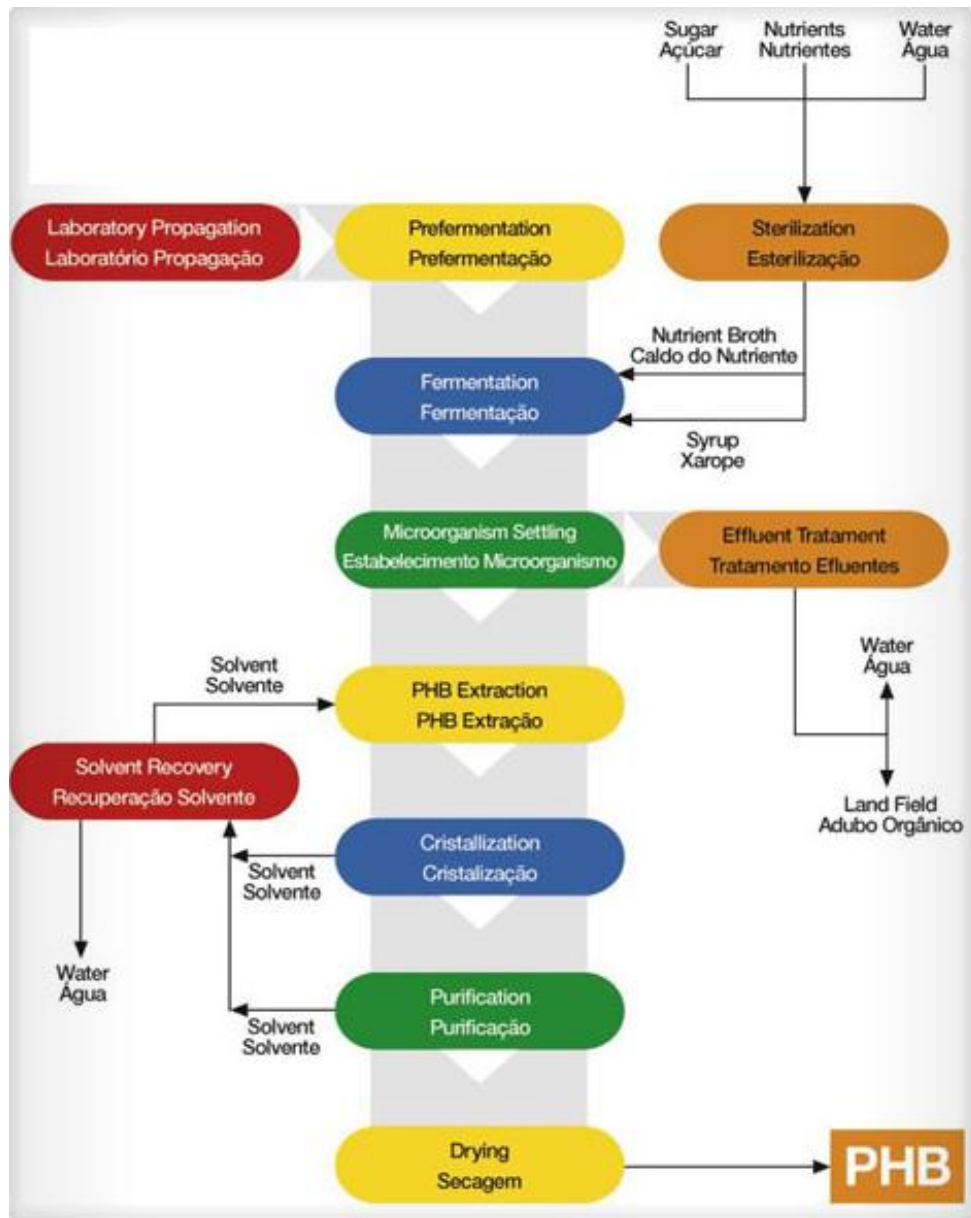 Sugar
Açúcar
Nutrients
Nutrientes
Water
Água
Laboratory Propagation
Laboratório Propagação
Prefermentation
Prefermentação
Sterilization
Esterilização
Nutrient Broth
Caldo do Nutriente
Fermentation
Fermentação
Syrup
Xarope
Microorganism Settling
Estabelecimento Microorganismo
Effluent Tratament
Tratamento Efluentes
Water
Água
Solvent
Solvente
PHB Extraction
PHB Extração
Solvent Recovery
Recuperação Solvente
Land Field
Adubo Orgânico
Cristallization
Cristalização
Solvent
Solvente
Water
Água
Purification
Purificação
Solvent
Solvente
Drying
Secagem
PHB